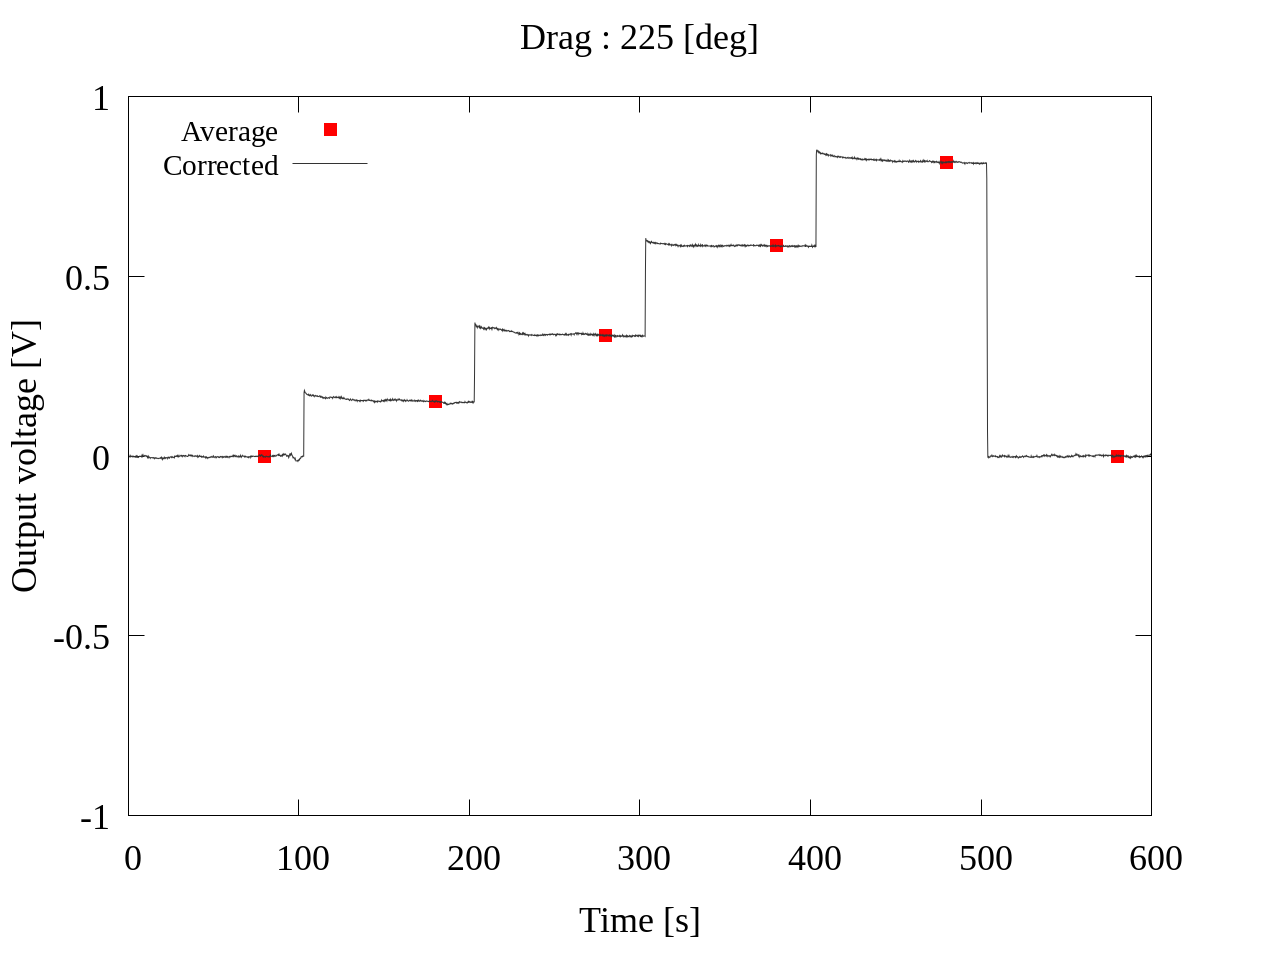 Drag : 225 [deg]
1
Average
Corrected
0.5
0
-0.5
-1
Output voltage [V]
0 100 200 300 400 500 600
Time [s]